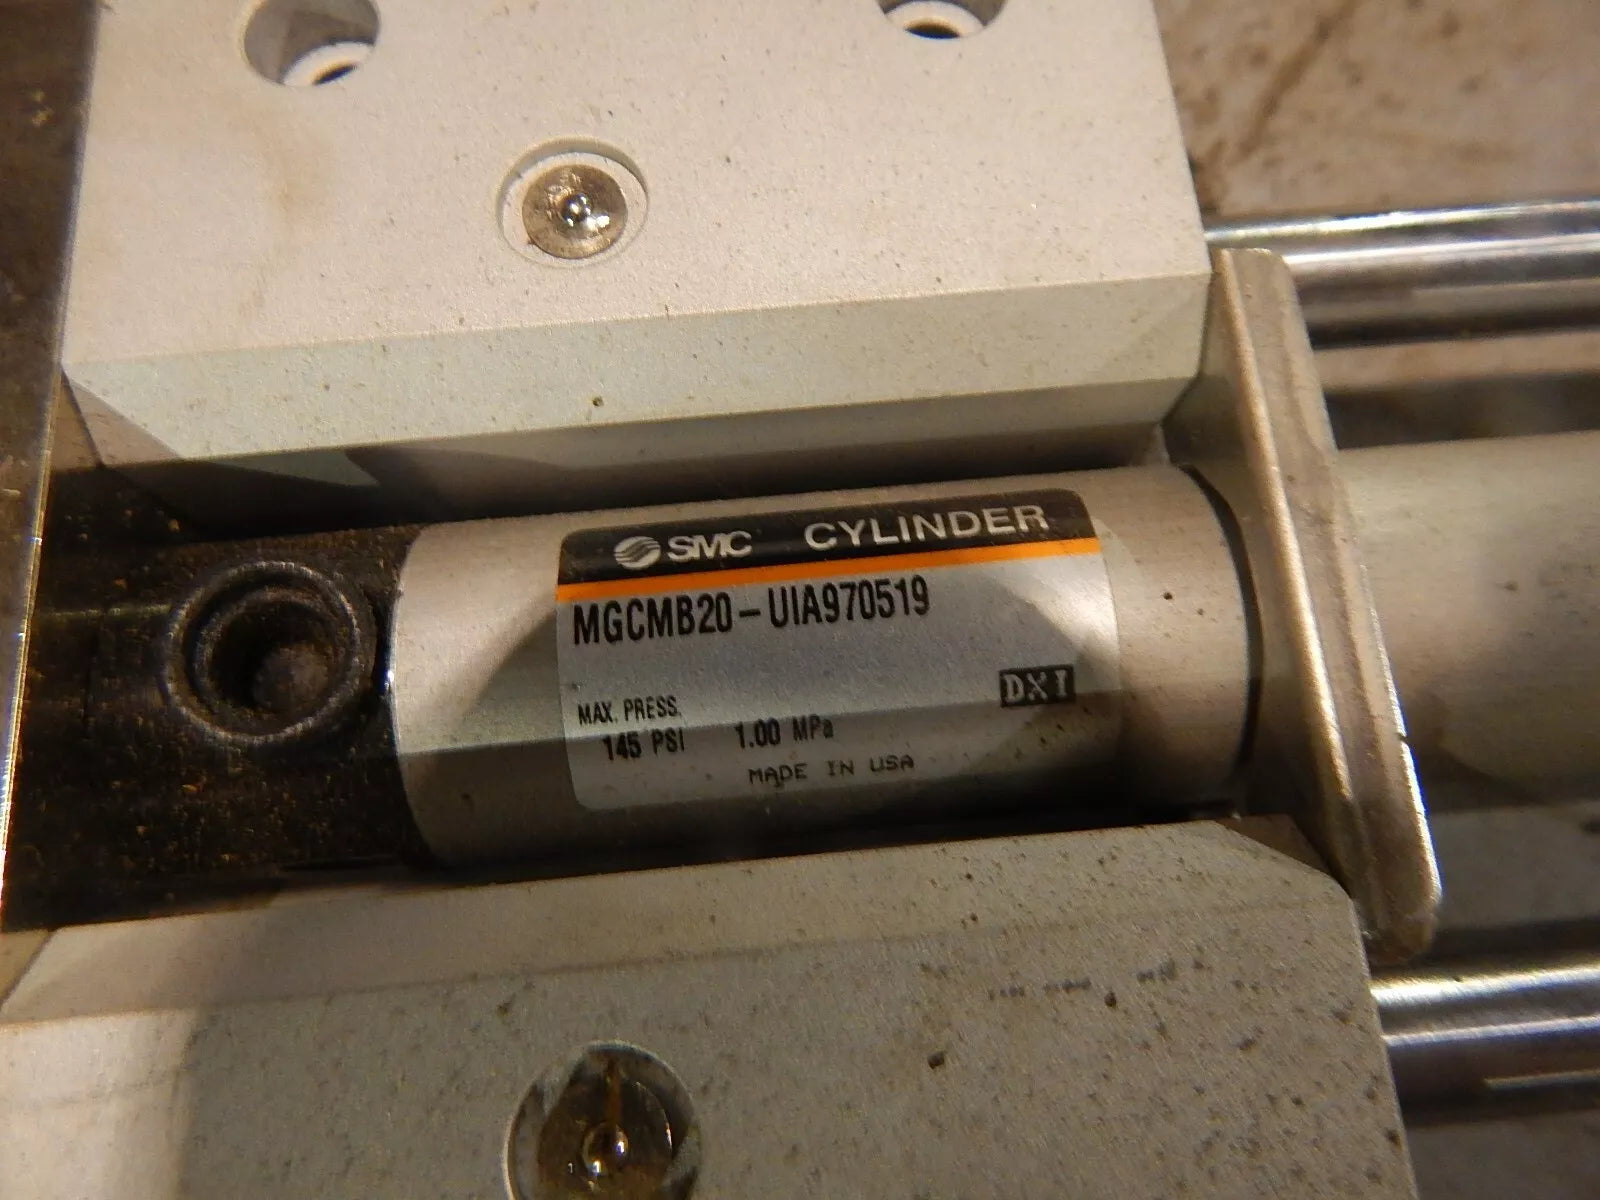 SMC CYLINDER
MGCMB20-UIA970519
MAX. PRESS.
145 PSI 1.00 MPa
DXI
MADE IN USA